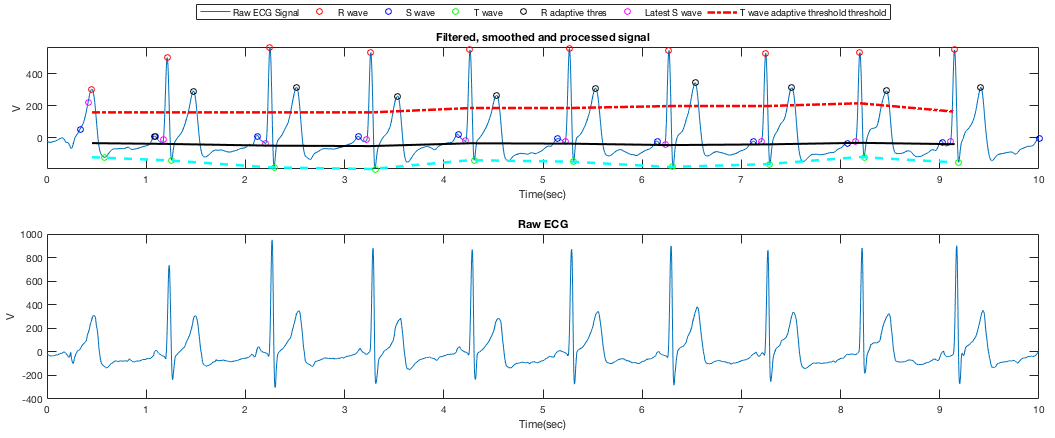 Raw ECG Signal R wave S wave T wave R adaptive thres Latest S wave T wave adaptive threshold threshold
Filtered, smoothed and processed signal
V
400
200
0
0 1 2 3 4 5 6 7 8 9 10
Time(sec)
Raw ECG
V
1000
800
600
400
200
0
-200
-400
0 1 2 3 4 5 6 7 8 9 10
Time(sec)